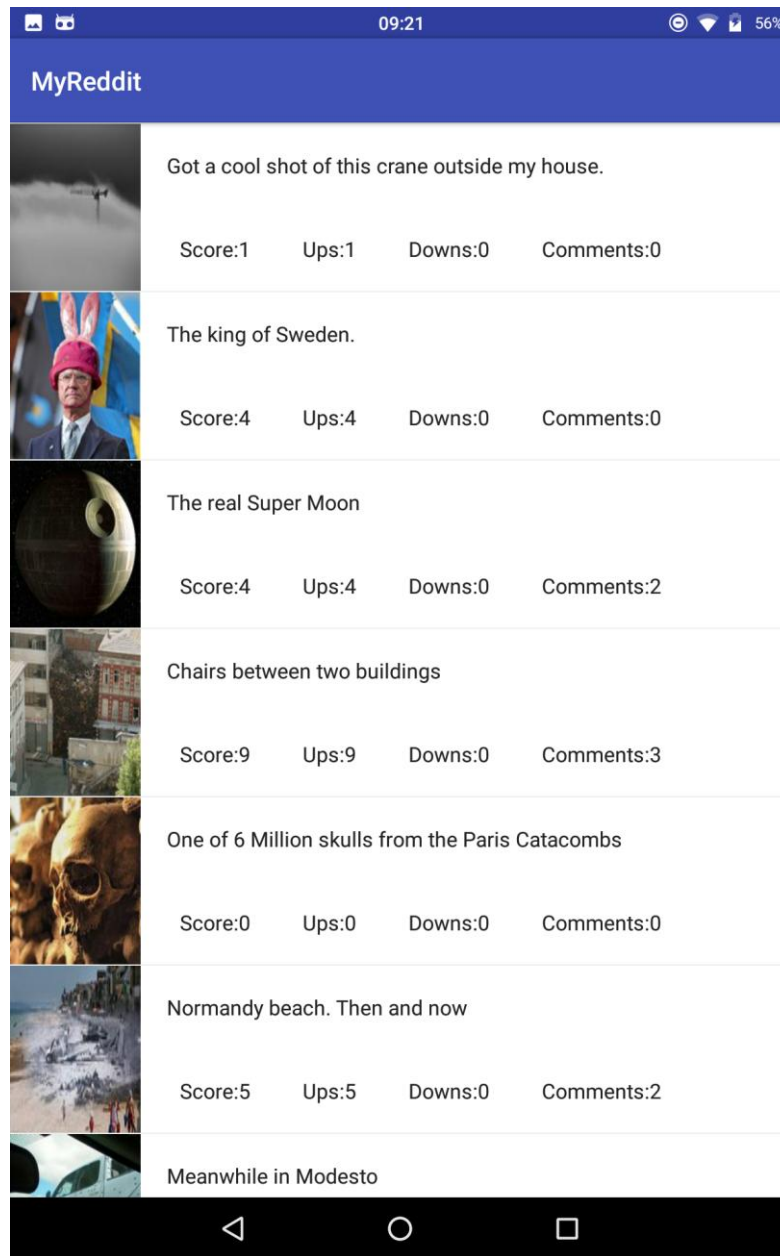 09:21
56%
MyReddit
Got a cool shot of this crane outside my house.
Score:1 Ups:1 Downs:0 Comments:0
The king of Sweden.
Score:4 Ups:4 Downs:0 Comments:0
The real Super Moon
Score:4 Ups:4 Downs:0 Comments:2
Chairs between two buildings
Score:9 Ups:9 Downs:0 Comments:3
One of 6 Million skulls from the Paris Catacombs
Score:0 Ups:0 Downs:0 Comments:0
Normandy beach. Then and now
Score:5 Ups:5 Downs:0 Comments:2
Meanwhile in Modesto